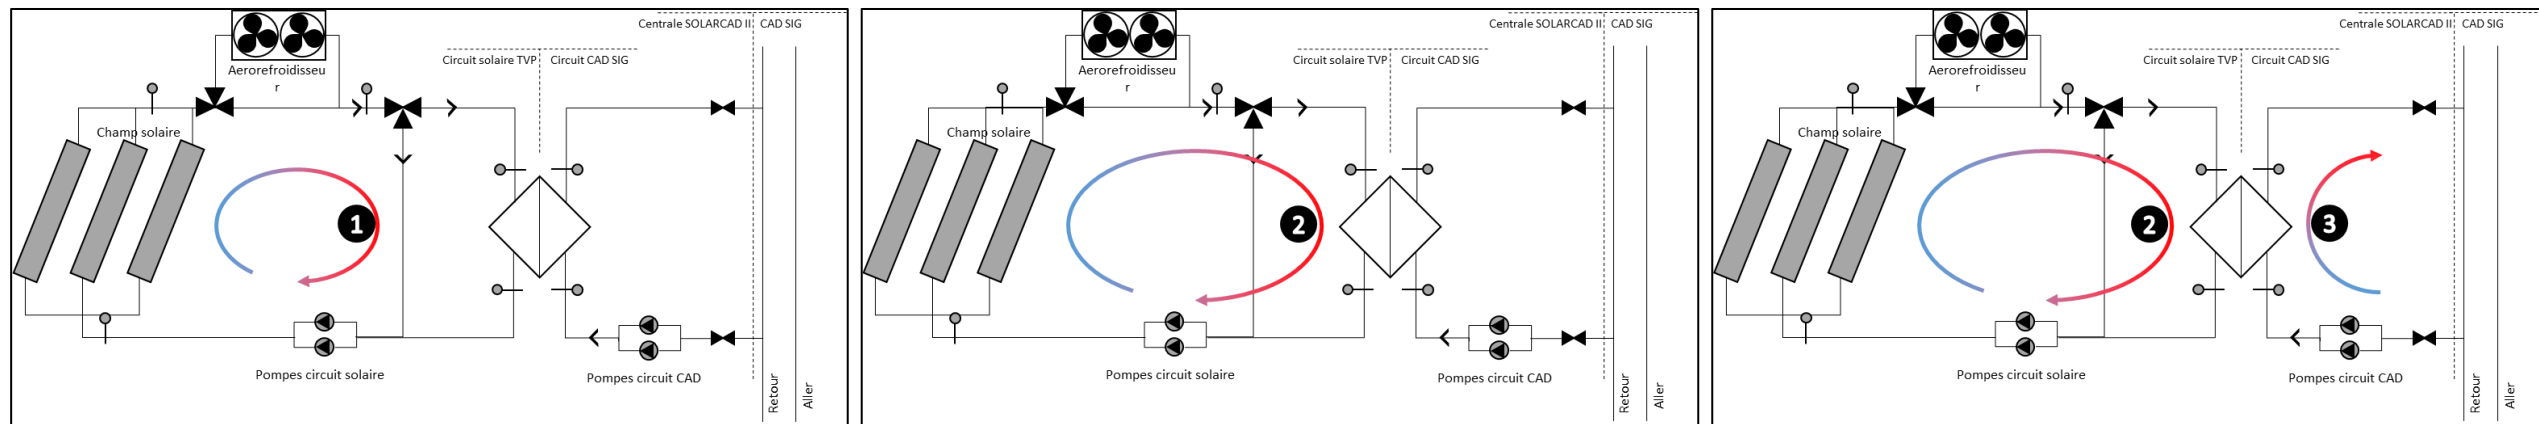 Centrale SOLARCAD II CAD SIG
Circuit solaire TVP Circuit CAD SIG
Aerorefroidisseu
r
Champ solaire
1
Pompes circuit solaire
Pompes circuit CAD
Retour
Aller
Centrale SOLARCAD II CAD SIG
Circuit solaire TVP Circuit CAD SIG
Aerorefroidisseu
r
Champ solaire
2
Pompes circuit solaire
Pompes circuit CAD
Retour
Aller
Centrale SOLARCAD II CAD SIG
Circuit solaire TVP Circuit CAD SIG
Aerorefroidisseu
r
Champ solaire
2
3
Pompes circuit solaire
Pompes circuit CAD
Retour
Aller